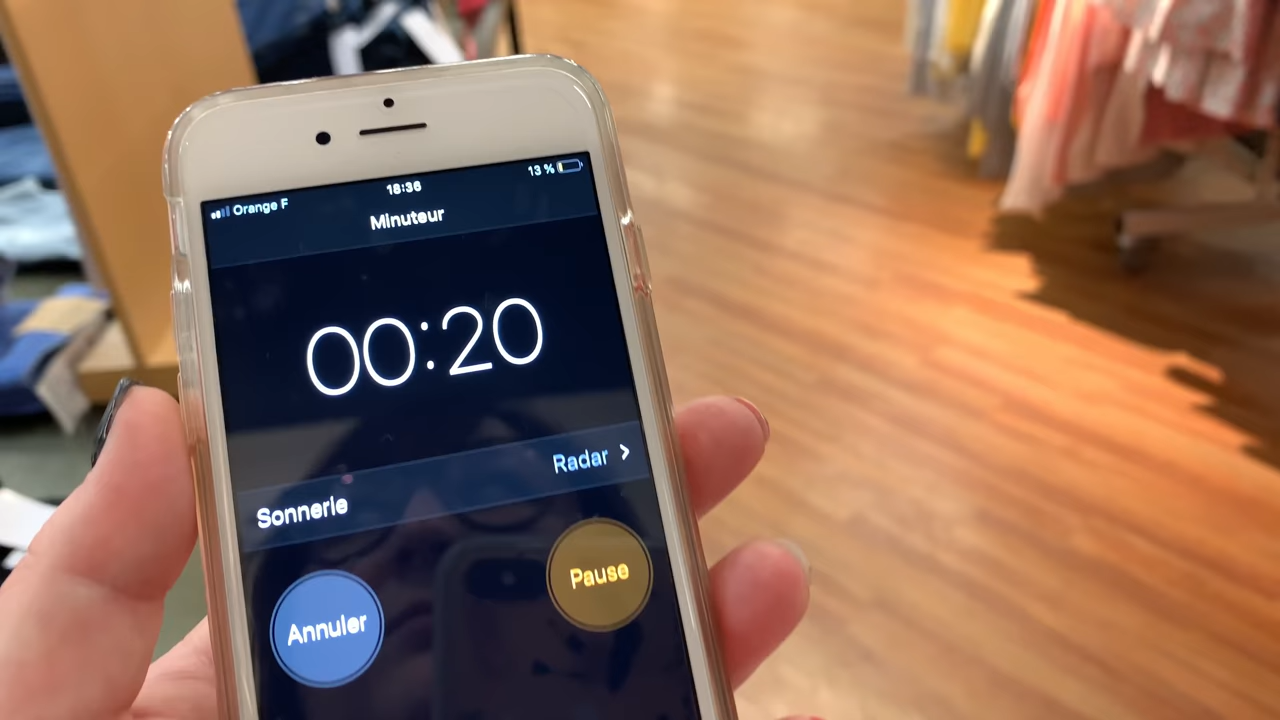 Orange F
18:36
13 %
Minuteur
00:20
Sonnerie
Radar
Annuler
Pause